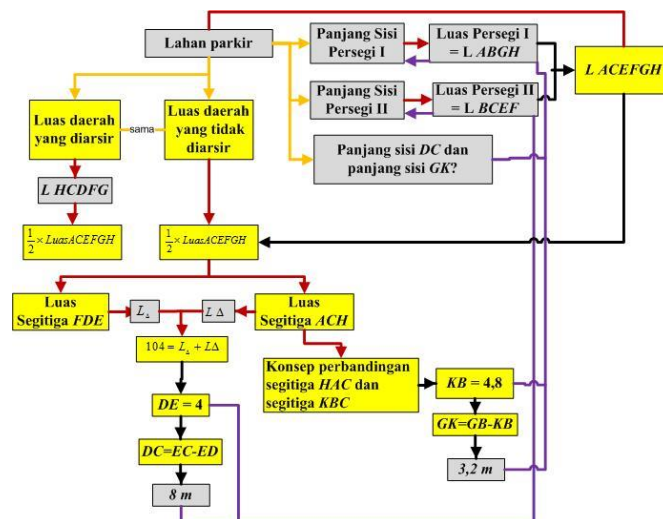 Lahan parkir
Panjang Sisi
Persegi I
Luas Persegi I
= L ABGH
L ACEFGH
Panjang Sisi
Persegi II
Luas Persegi II
= L BCEF
Luas daerah
yang diarsir
sama
Luas daerah
yang tidak
diarsir
Panjang sisi DC dan
panjang sisi GK?
L HCDFG
1/2 × LuasACEFGH
1/2 × LuasACEFGH
Luas
Segitiga FDE
L△
L Δ
Luas
Segitiga ACH
104 = L△ + LΔ
Konsep perbandingan
segitiga HAC dan
segitiga KBC
KB = 4,8
DE = 4
GK=GB-KB
DC=EC-ED
3,2 m
8 m